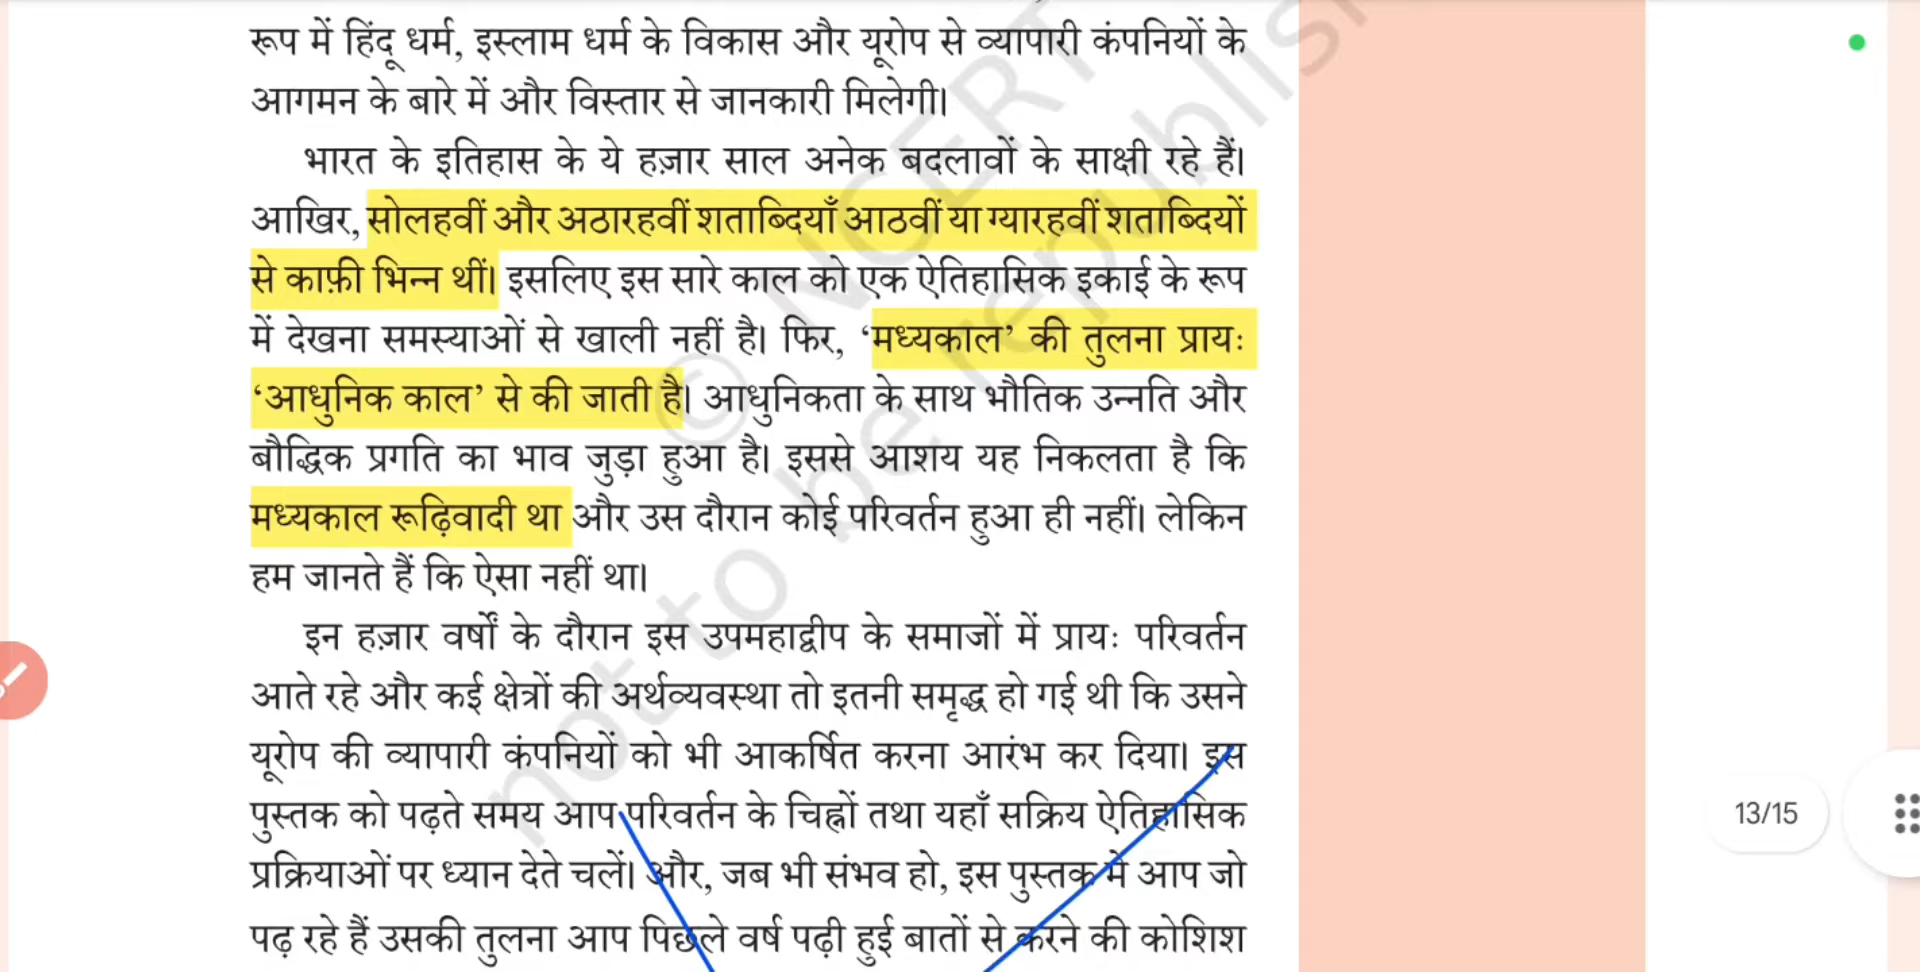 रूप में हिंदू धर्म, इस्लाम धर्म के विकास और यूरोप से व्यापारी कंपनियों के
आगमन के बारे में और विस्तार से जानकारी मिलेगी।
भारत के इतिहास के ये हज़ार साल अनेक बदलावों के साक्षी रहे हैं।
आखिर, सोलहवीं और अठारहवीं शताब्दियाँ आठवीं या ग्यारहवीं शताब्दियों
से काफ़ी भिन्न थीं। इसलिए इस सारे काल को एक ऐतिहासिक इकाई के रूप
में देखना समस्याओं से खाली नहीं है। फिर, ‘मध्यकाल’ की तुलना प्रायः
‘आधुनिक काल’ से की जाती है। आधुनिकता के साथ भौतिक उन्नति और
बौद्धिक प्रगति का भाव जुड़ा हुआ है। इससे आशय यह निकलता है कि
मध्यकाल रूढ़िवादी था और उस दौरान कोई परिवर्तन हुआ ही नहीं। लेकिन
हम जानते हैं कि ऐसा नहीं था।
इन हज़ार वर्षों के दौरान इस उपमहाद्वीप के समाजों में प्रायः परिवर्तन
आते रहे और कई क्षेत्रों की अर्थव्यवस्था तो इतनी समृद्ध हो गई थी कि उसने
यूरोप की व्यापारी कंपनियों को भी आकर्षित करना आरंभ कर दिया। इस
पुस्तक को पढ़ते समय आप परिवर्तन के चिह्नों तथा यहाँ सक्रिय ऐतिहासिक
प्रक्रियाओं पर ध्यान देते चलें। और, जब भी संभव हो, इस पुस्तक में आप जो
पढ़ रहे हैं उसकी तुलना आप पिछले वर्ष पढ़ी हुई बातों से करने की कोशिश
© NCERT
not to be republish
13/15